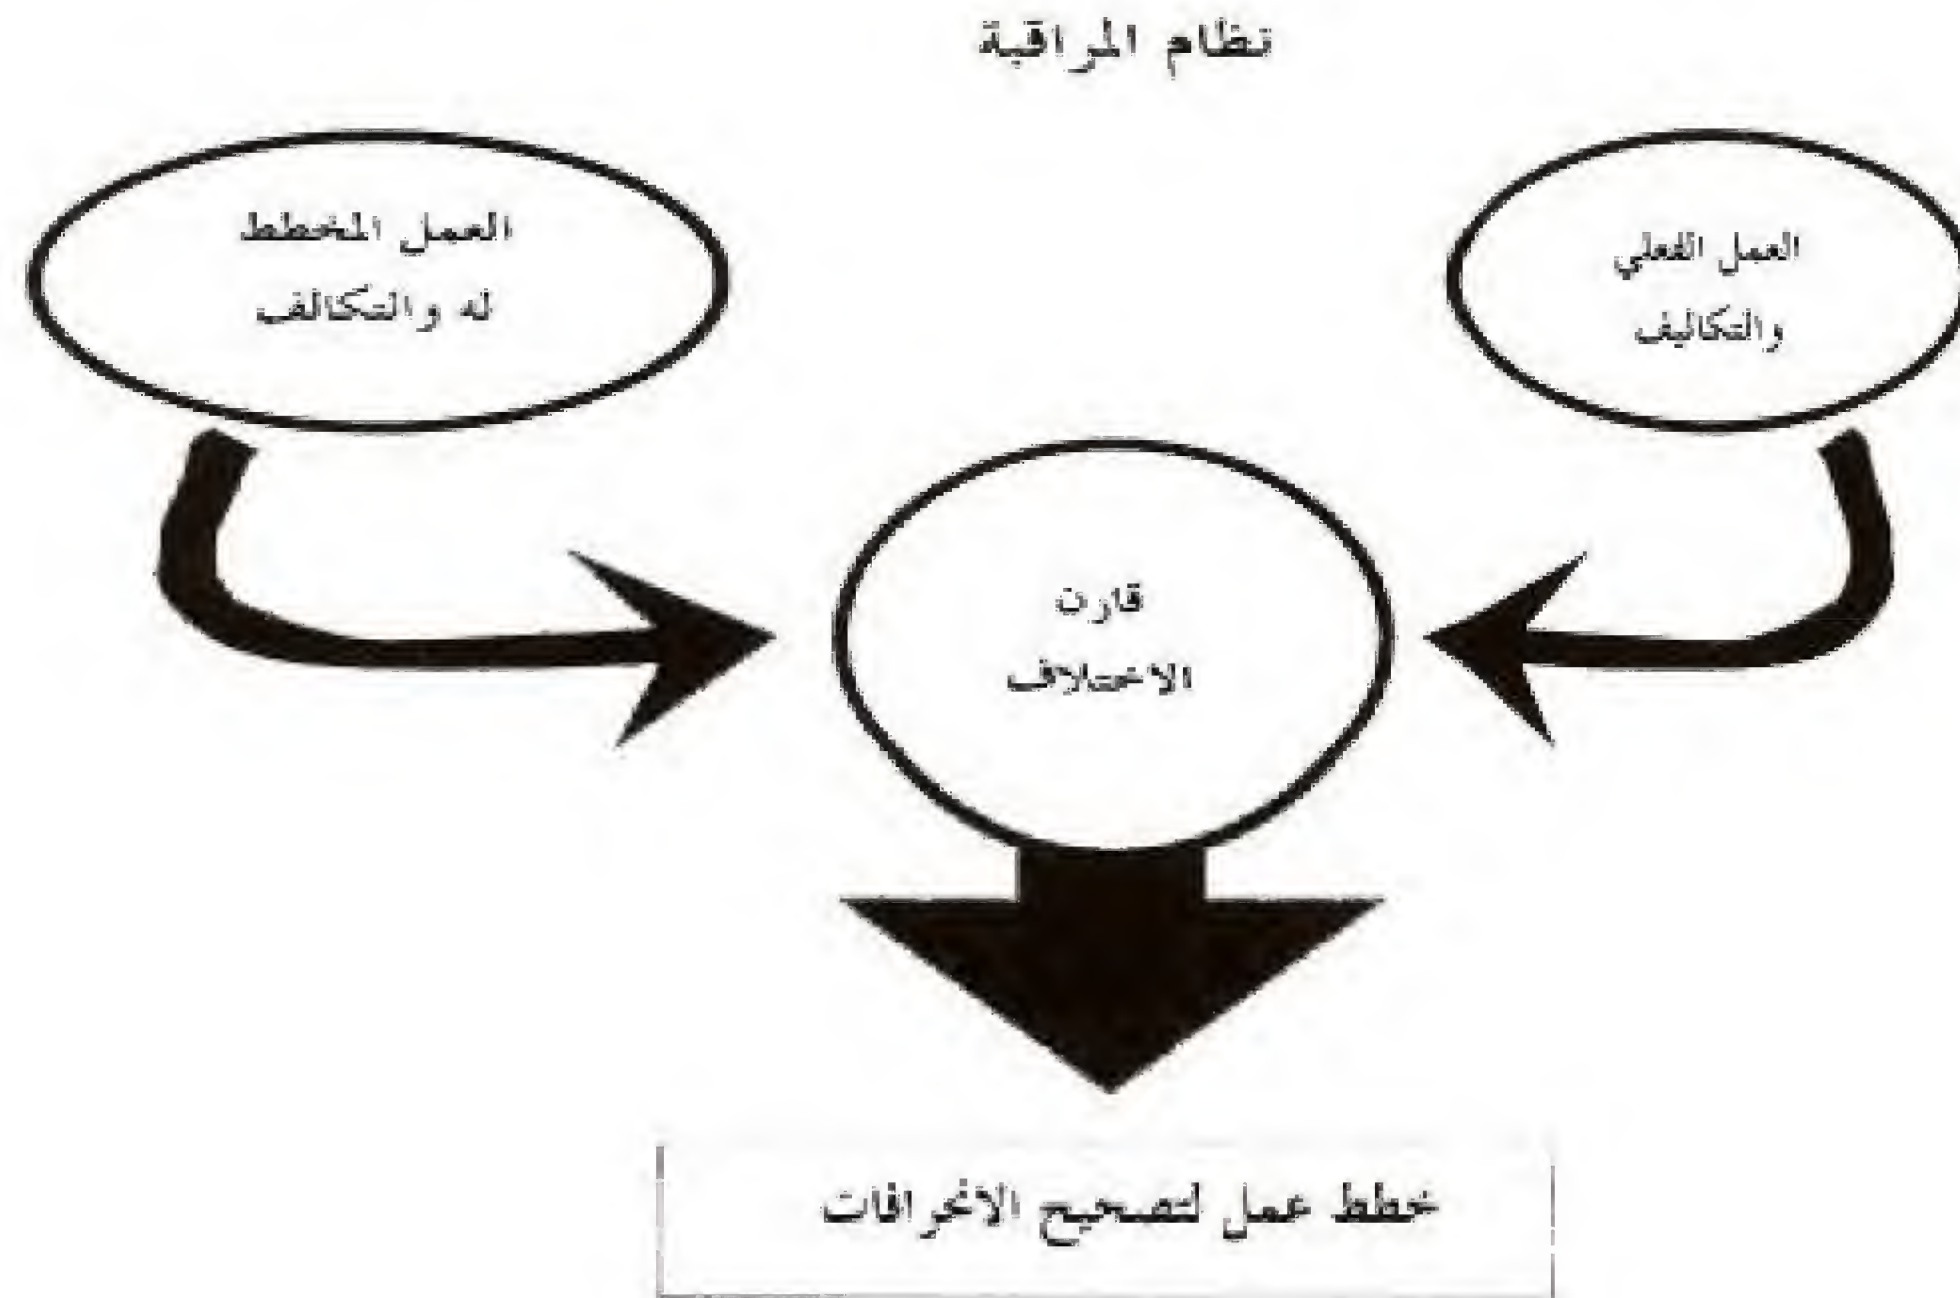 نظام المراقبة
العمل الفعلي
والتكاليف
العمل المخطط
له والتكالف
قارن
الاختلاف
خطط عمل لتصحيح الانحرافات